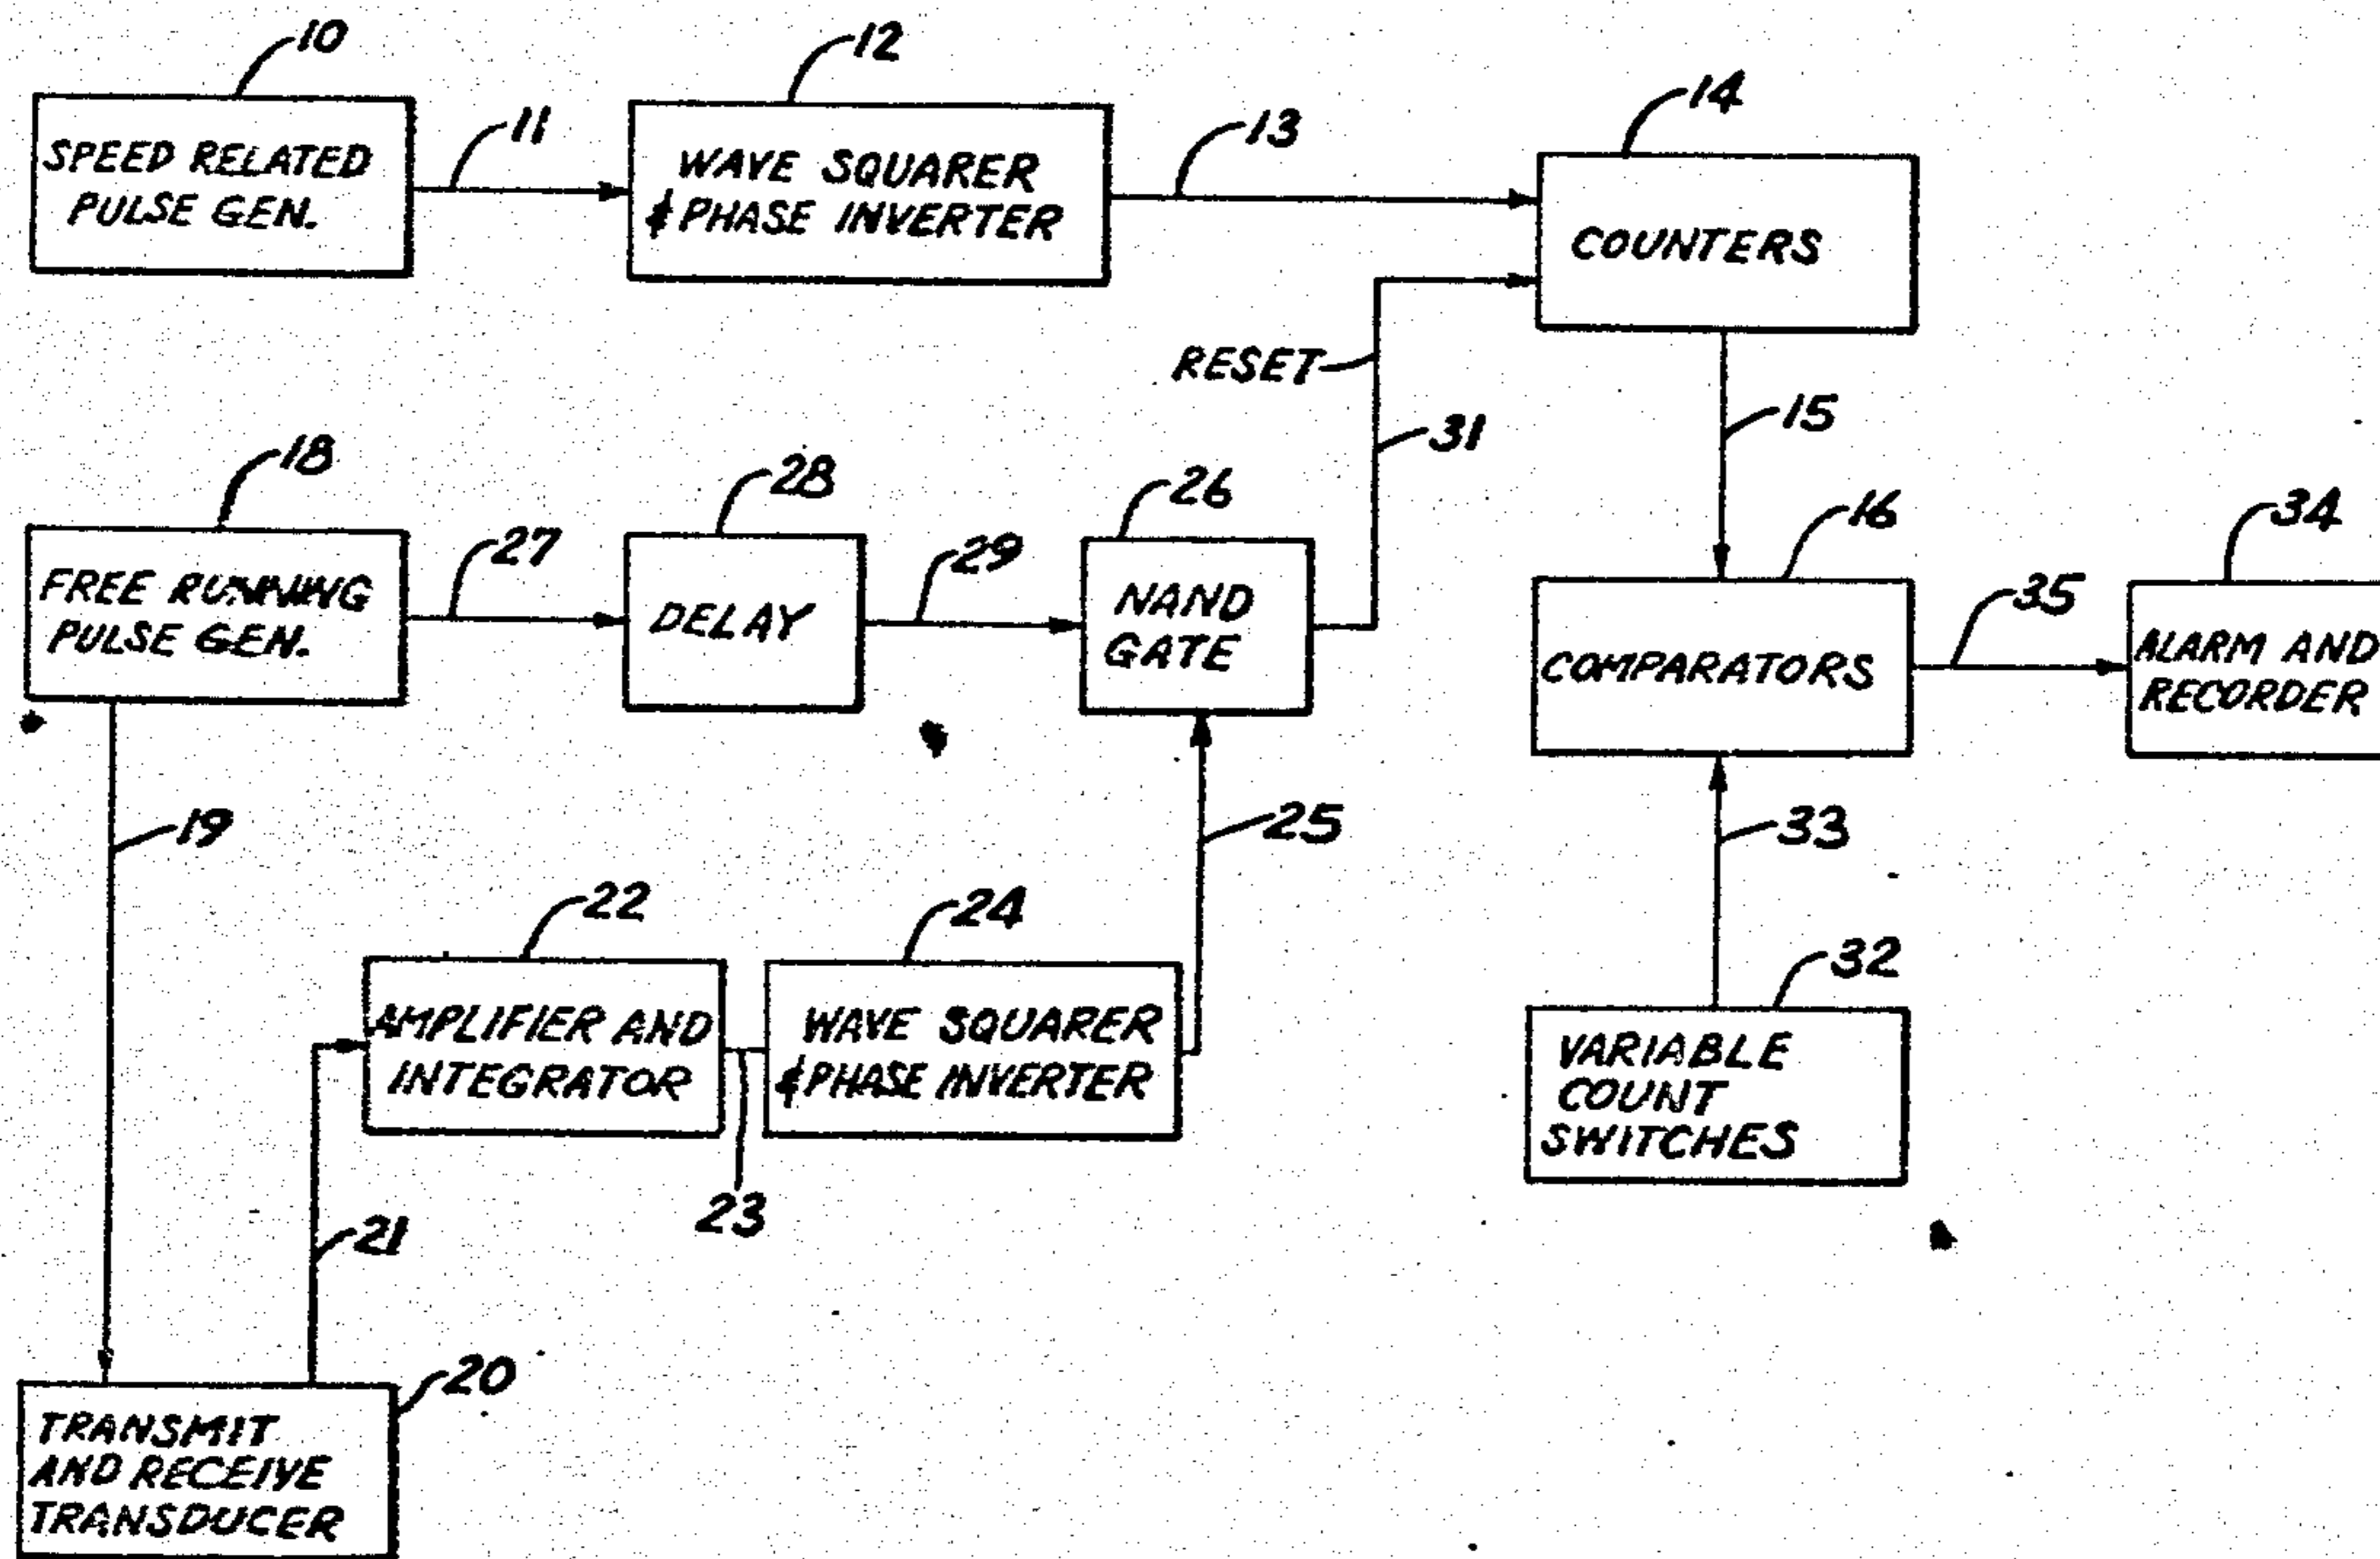 10
12
14
SPEED RELATED
PULSE GEN.
11
WAVE SQUARER
& PHASE INVERTER
13
COUNTERS
RESET
31
15
18
28
26
16
34
FREE RUNNING
PULSE GEN.
27
DELAY
29
NAND
GATE
COMPARATORS
35
ALARM AND
RECORDER
19
25
33
22
24
32
AMPLIFIER AND
INTEGRATOR
WAVE SQUARER
& PHASE INVERTER
VARIABLE
COUNT
SWITCHES
23
21
20
TRANSMIT
AND RECEIVE
TRANSDUCER